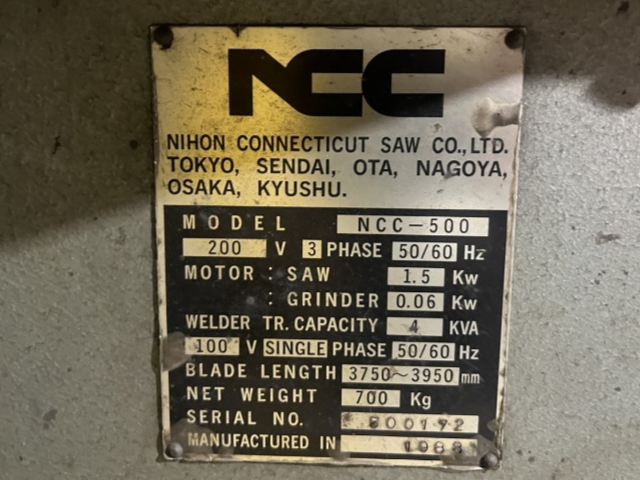 NCC
NIHON CONNECTICUT SAW CO., LTD.
TOKYO, SENDAI, OTA, NAGOYA,
OSAKA, KYUSHU.
MODEL NCC-500
200 V 3 PHASE 50/60 Hz
MOTOR : SAW 1.5 Kw
: GRINDER 0.06 Kw
WELDER TR. CAPACITY 4 KVA
100 V SINGLE PHASE 50/60 Hz
BLADE LENGTH 3750~3950 mm
NET WEIGHT 700 Kg
SERIAL NO.
MANUFACTURED IN 1988